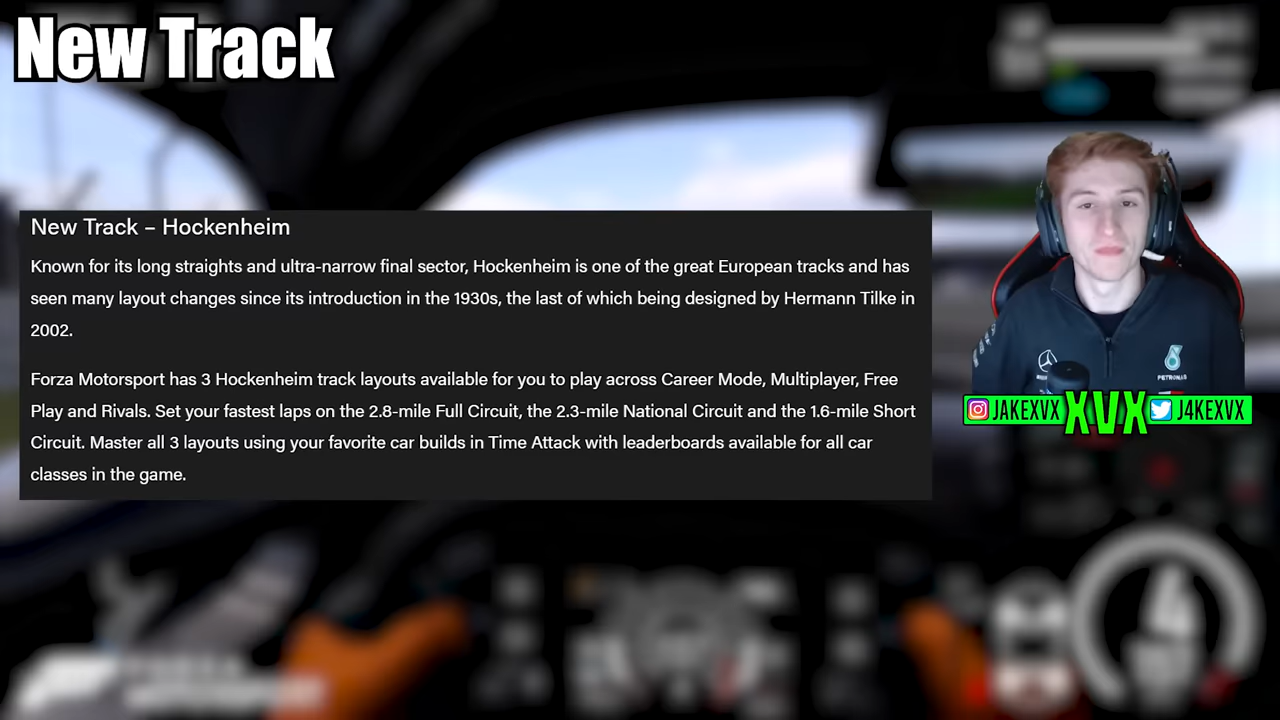 New Track
New Track – Hockenheim
Known for its long straights and ultra-narrow final sector, Hockenheim is one of the great European tracks and has
seen many layout changes since its introduction in the 1930s, the last of which being designed by Hermann Tilke in
2002.
Forza Motorsport has 3 Hockenheim track layouts available for you to play across Career Mode, Multiplayer, Free
Play and Rivals. Set your fastest laps on the 2.8-mile Full Circuit, the 2.3-mile National Circuit and the 1.6-mile Short
Circuit. Master all 3 layouts using your favorite car builds in Time Attack with leaderboards available for all car
classes in the game.
PETRONAS
JAKEXVX XVX J4KEXVX